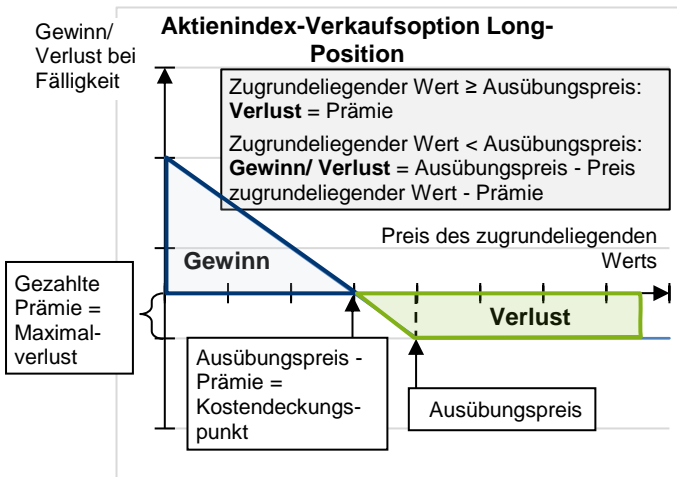 Gewinn/
Verlust bei
Fälligkeit
Aktienindex-Verkaufsoption Long-
Position
Zugrundeliegender Wert ≥ Ausübungspreis:
Verlust = Prämie
Zugrundeliegender Wert < Ausübungspreis:
Gewinn/ Verlust = Ausübungspreis - Preis
zugrundeliegender Wert - Prämie
Preis des zugrundeliegenden
Werts
Gewinn
Gezahlte
Prämie =
Maximal-
verlust
Verlust
Ausübungspreis -
Prämie =
Kostendeckungs-
punkt
Ausübungspreis